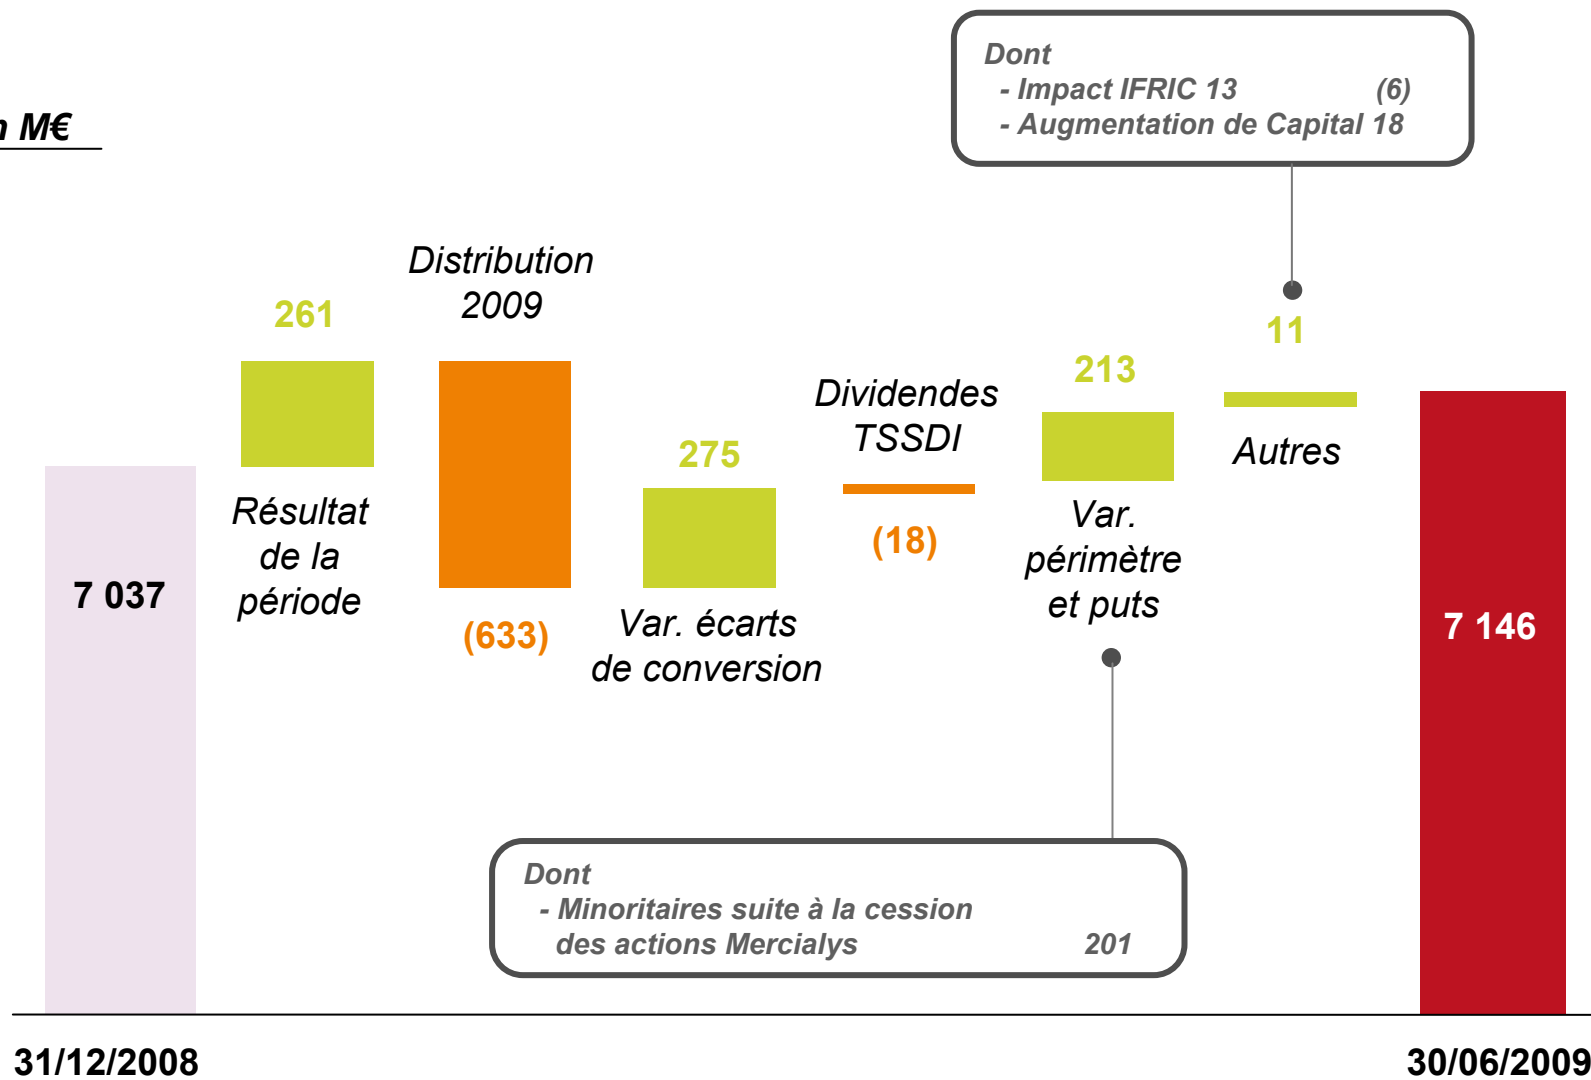 n M€
Dont
- Impact IFRIC 13 (6)
- Augmentation de Capital 18
7 037
261
Résultat
de la
période
Distribution
2009
(633)
275
Var. écarts
de conversion
Dividendes
TSSDI
(18)
213
Var.
périmètre
et puts
11
Autres
7 146
Dont
- Minoritaires suite à la cession
des actions Mercialys 201
31/12/2008
30/06/2009